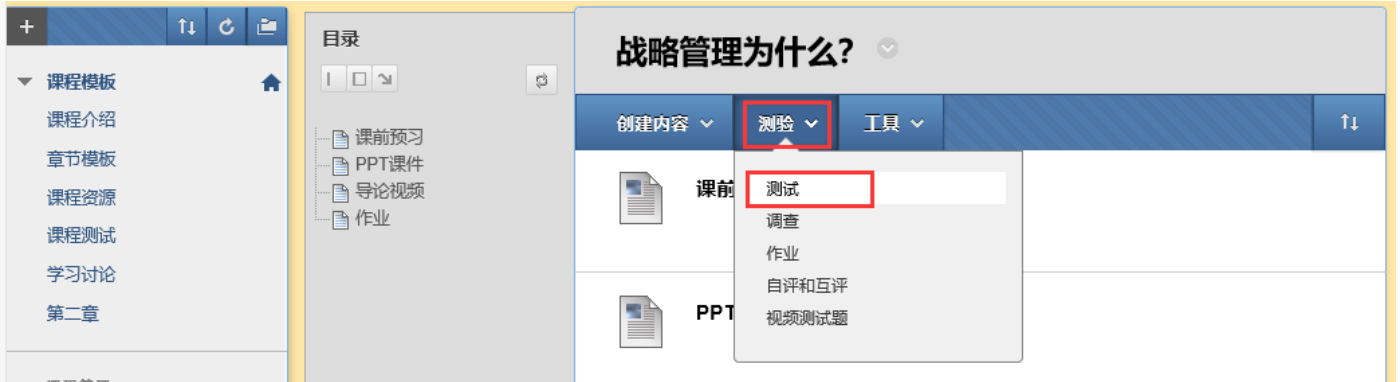 课程模板
课程介绍
章节模板
课程资源
课程测试
学习讨论
第二章
目录
课前预习
PPT课件
导论视频
作业
战略管理为什么?
创建内容 测验 工具
课前
测试
调查
作业
自评和互评
PPT
视频测试题